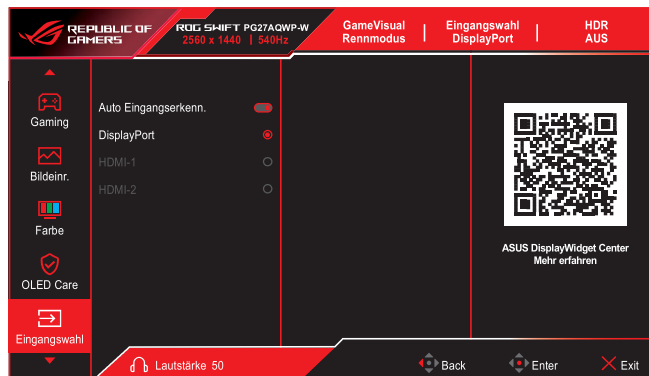 REPUBLIC OF
GAMERS
ROG SWIFT PG27AQWP-W
2560 x 1440 | 540Hz
GameVisual
Rennmodus
Eingangswahl
DisplayPort
HDR
AUS
Gaming
Bildeinr.
Farbe
OLED Care
Eingangswahl
Auto Eingangserkenn.
DisplayPort
HDMI-1
HDMI-2
ASUS DisplayWidget Center
Mehr erfahren
Lautstärke 50
Back
Enter
Exit